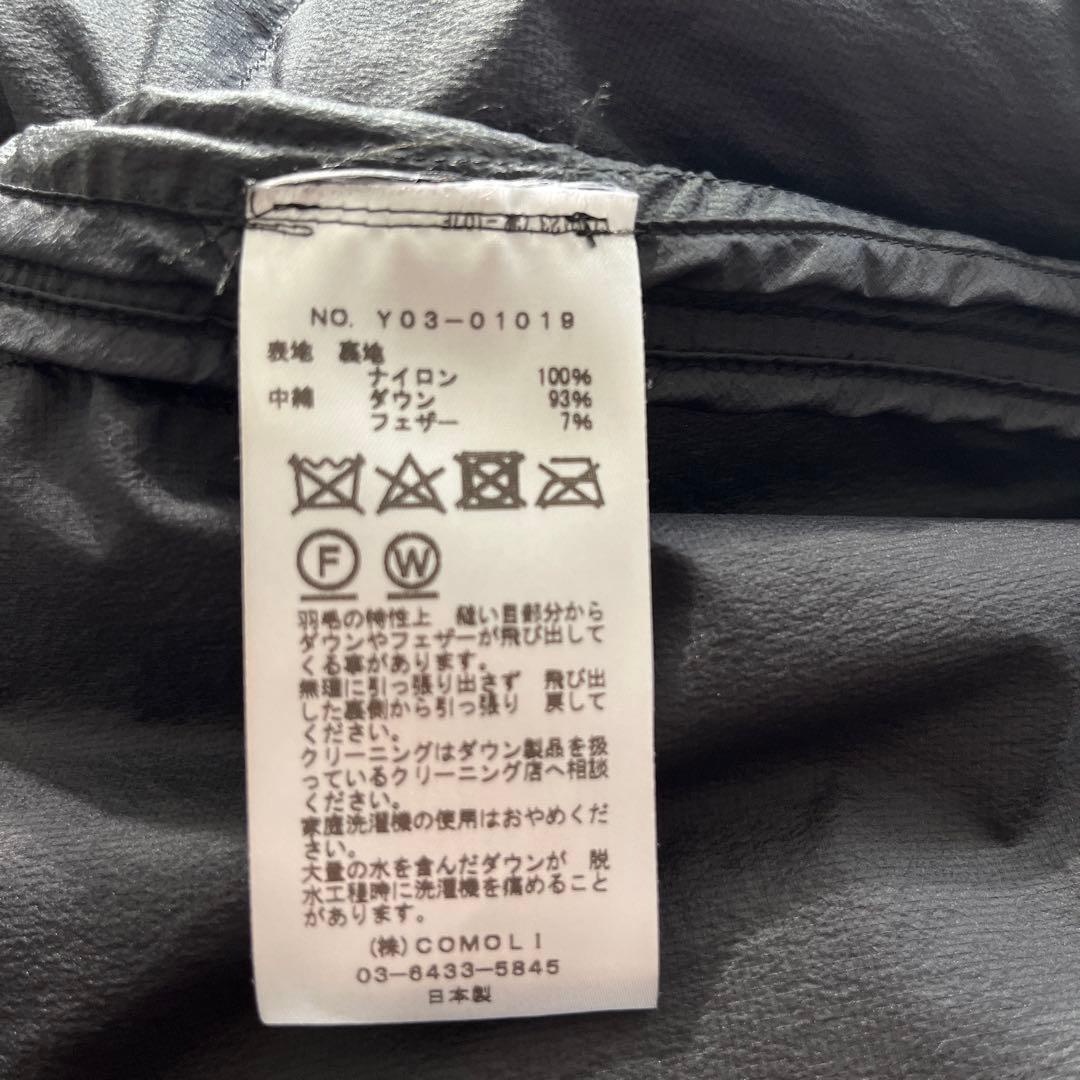 NO. Y03-01019
表地 裏地
ナイロン 100%
中綿 ダウン 93%
フェザー 7%
F W
羽毛の特性上 縫い目部分から
ダウンやフェザーが飛び出して
くる事があります。
無理に引っ張り出さず 飛び出
した裏側から引っ張り 戻して
ください。
クリーニングはダウン製品を扱
っているクリーニング店へ相談
ください。
家庭洗濯機の使用はおやめくだ
さい。
大量の水を含んだダウンが 脱
水工程時に洗濯機を痛めること
があります。
(株)COMOLI
03-6433-5845
日本製